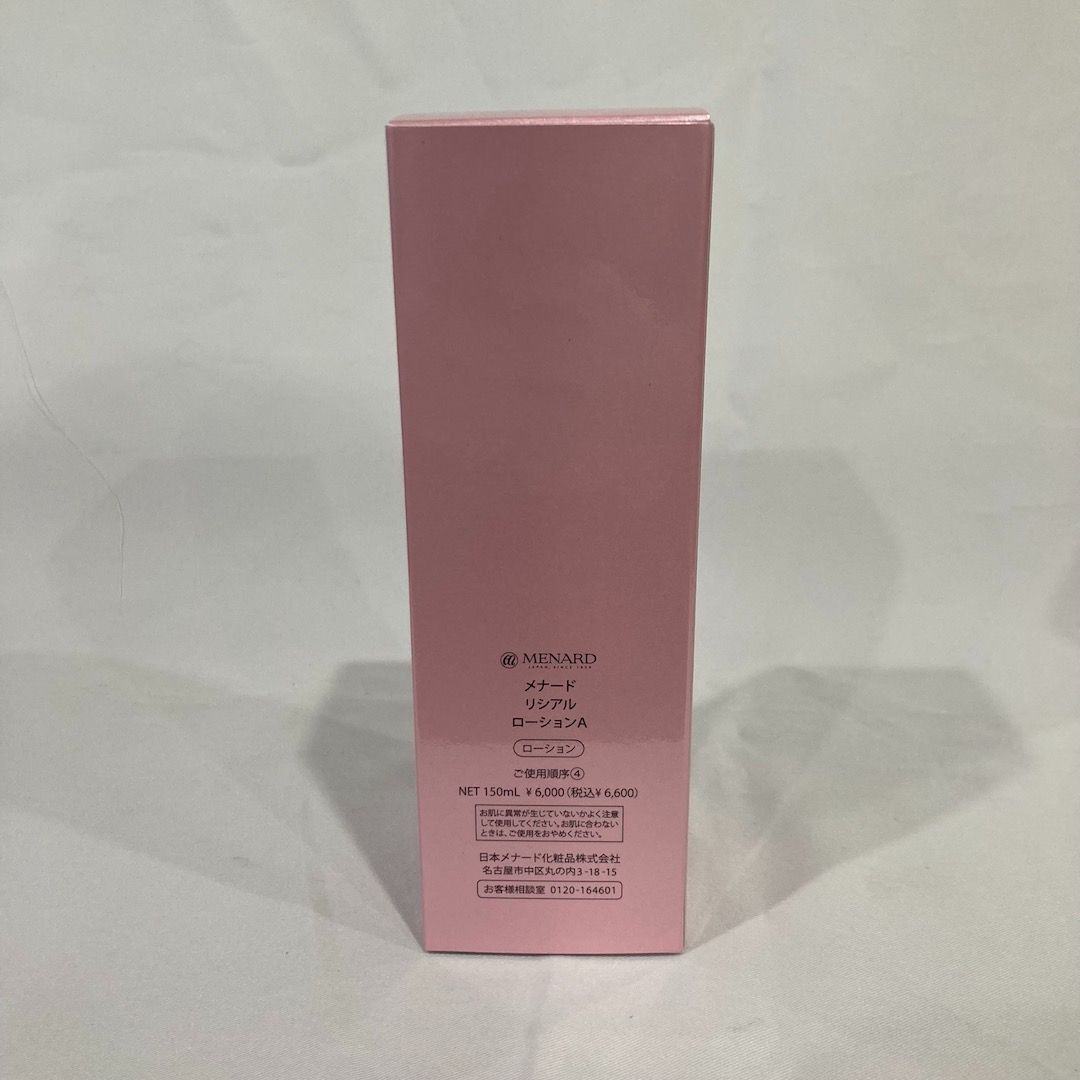 MENARD
JAPAN, SINCE 1959
メナード
リシアル
ローションA
ローション
ご使用順序④
NET 150mL ¥6,000（税込¥6,600）
お肌に異常が生じていないかよく注意
して使用してください。お肌に合わない
ときは、ご使用をおやめください。
日本メナード化粧品株式会社
名古屋市中区丸の内3-18-15
お客様相談室 0120-164601